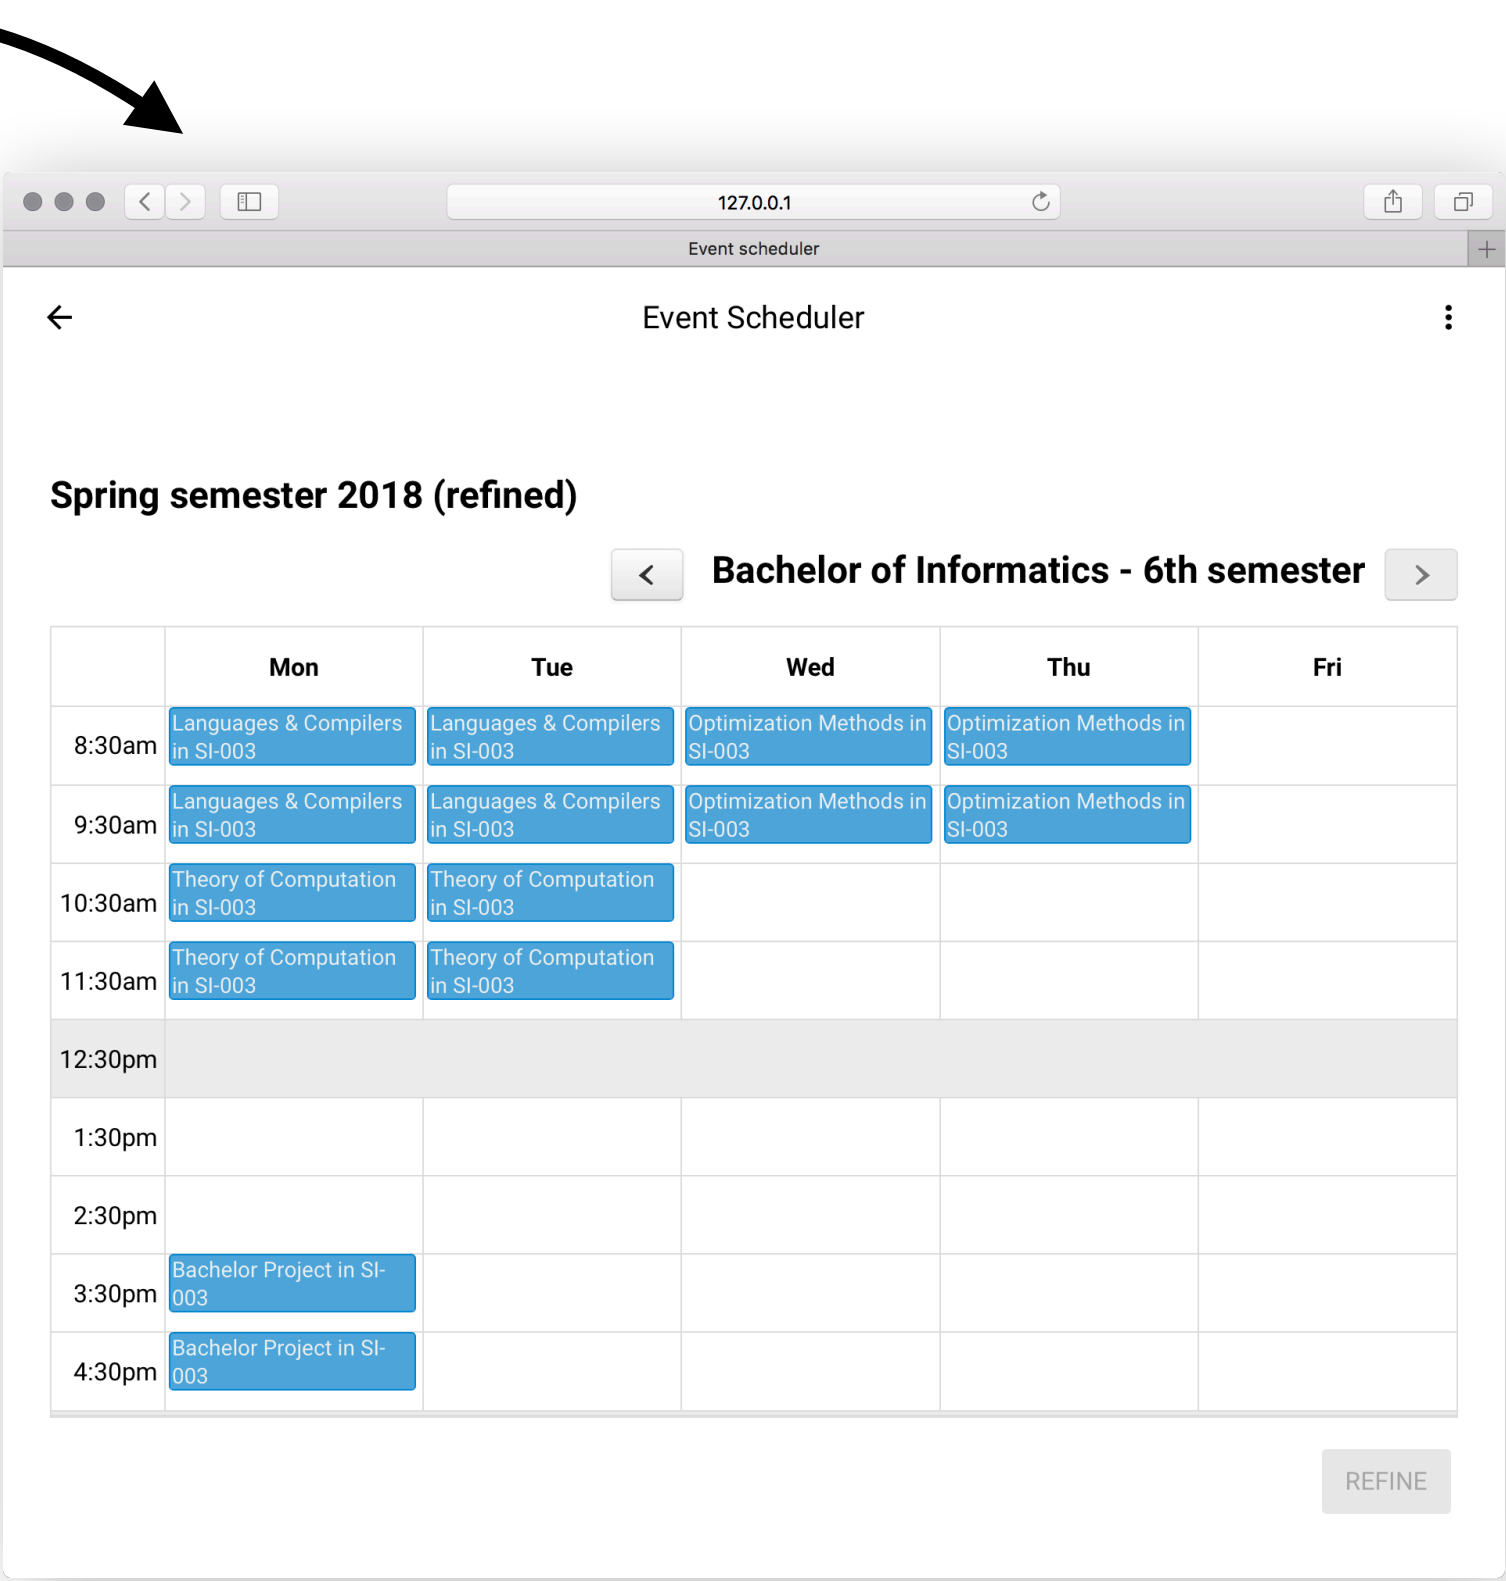 127.0.0.1
Event scheduler
Event Scheduler
Spring semester 2018 (refined)
Bachelor of Informatics - 6th semester
Mon Tue Wed Thu Fri
8:30am
Languages & Compilers
in SI-003
Languages & Compilers
in SI-003
Optimization Methods in
SI-003
Optimization Methods in
SI-003
9:30am
Languages & Compilers
in SI-003
Languages & Compilers
in SI-003
Optimization Methods in
SI-003
Optimization Methods in
SI-003
10:30am
Theory of Computation
in SI-003
Theory of Computation
in SI-003
11:30am
Theory of Computation
in SI-003
Theory of Computation
in SI-003
12:30pm
1:30pm
2:30pm
3:30pm
Bachelor Project in SI-
003
4:30pm
Bachelor Project in SI-
003
REFINE